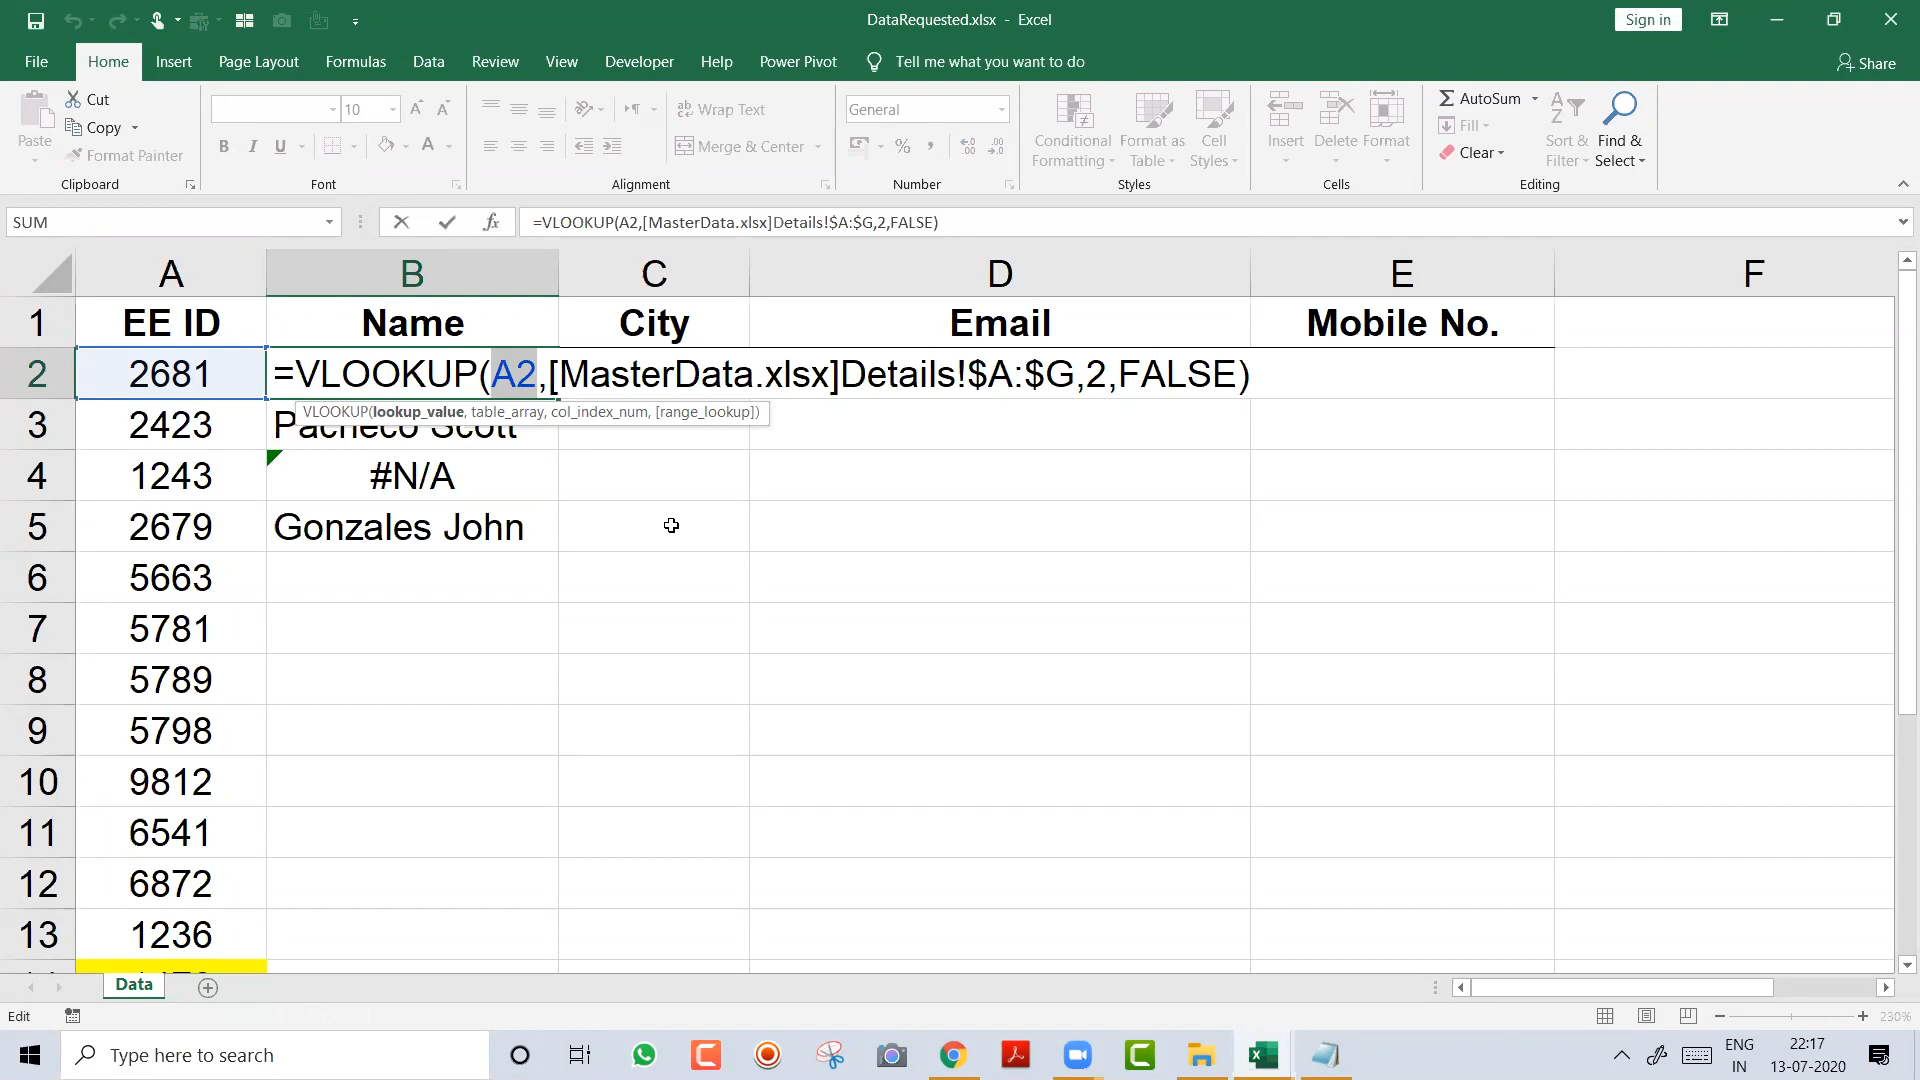 DataRequested.xlsx - Excel
Sign in
File Home Insert Page Layout Formulas Data Review View Developer Help Power Pivot Tell me what you want to do Share
Cut
Copy
Format Painter
Paste
Clipboard
10
B I U A
Font
Wrap Text
Merge & Center
Alignment
General
%
Number
Conditional Formatting
Format as Table
Cell Styles
Styles
Insert Delete Format
Cells
AutoSum
Fill
Clear
Sort & Filter
Find & Select
Editing
SUM
fx
=VLOOKUP(A2,[MasterData.xlsx]Details!$A:$G,2,FALSE)
A B C D E F
1 EE ID Name City Email Mobile No.
2 2681 =VLOOKUP(A2,[MasterData.xlsx]Details!$A:$G,2,FALSE)
VLOOKUP(lookup_value, table_array, col_index_num, [range_lookup])
3 2423 Pacheco Scott
4 1243 #N/A
5 2679 Gonzales John
6 5663
7 5781
8 5789
9 5798
10 9812
11 6541
12 6872
13 1236
Data
Edit
230%
Type here to search
ENG
IN
22:17
13-07-2020